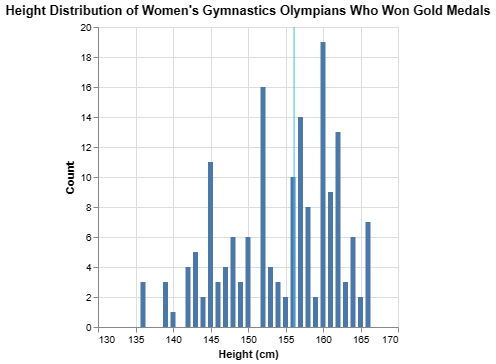 Height Distribution of Women's Gymnastics Olympians Who Won Gold Medals
20
18
16
14
12
10
8
6
4
2
0
Count
130 135 140 145 150 155 160 165 170
Height (cm)